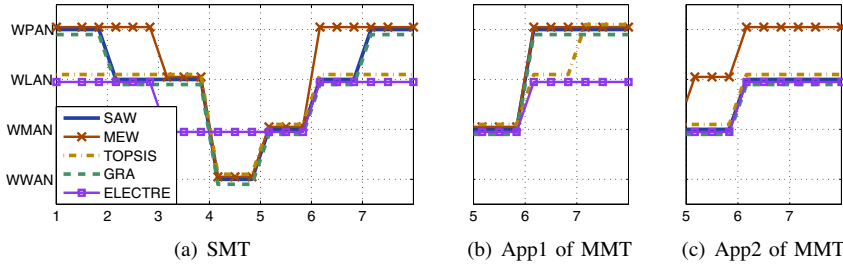 WPAN
WLAN
WMAN
WWAN
SAW
MEW
TOPSIS
GRA
ELECTRE
1 2 3 4 5 6 7
5 6 7
5 6 7
(a) SMT
(b) App1 of MMT
(c) App2 of MMT